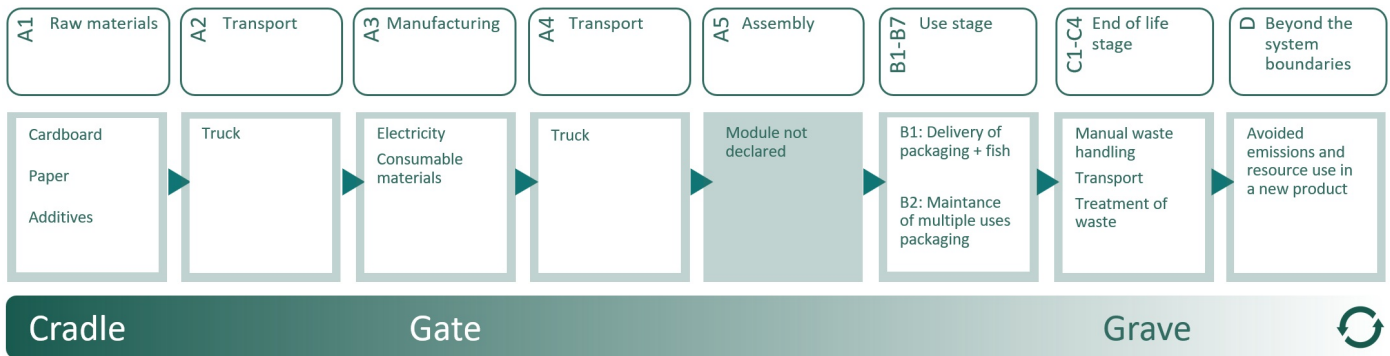 A1 Raw materials
A2 Transport
A3 Manufacturing
A4 Transport
A5 Assembly
B1-B7 Use stage
C1-C4 End of life
stage
D Beyond the
system
boundaries
Cardboard
Paper
Additives
Truck
Electricity
Consumable
materials
Truck
Module not
declared
B1: Delivery of
packaging + fish
B2: Maintance
of multiple uses
packaging
Manual waste
handling
Transport
Treatment of
waste
Avoided
emissions and
resource use in
a new product
Cradle
Gate
Grave